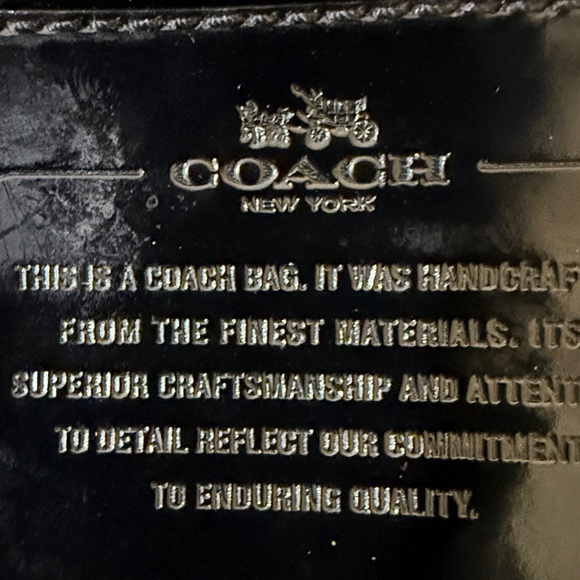 COACH
NEW YORK
THIS IS A COACH BAG. IT WAS HANDCRAF
FROM THE FINEST MATERIALS. ITS
SUPERIOR CRAFTSMANSHIP AND ATTENT
TO DETAIL REFLECT OUR COMMITMENT
TO ENDURING QUALITY.